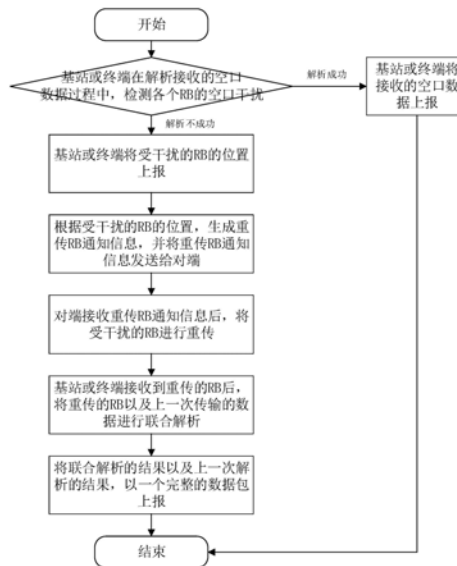 开始
基站或终端在解析接收的空口
数据过程中，检测各个RB的空口干扰
解析成功
基站或终端将
接收的空口数
据上报
解析不成功
基站或终端将受干扰的RB的位置
上报
根据受干扰的RB的位置，生成重
传RB通知信息，并将重传RB通知
信息发送给对端
对端接收重传RB通知信息后，将
受干扰的RB进行重传
基站或终端接收到重传的RB后，
将重传的RB以及上一次传输的数
据进行联合解析
将联合解析的结果以及上一次解
析的结果，以一个完整的数据包
上报
结束